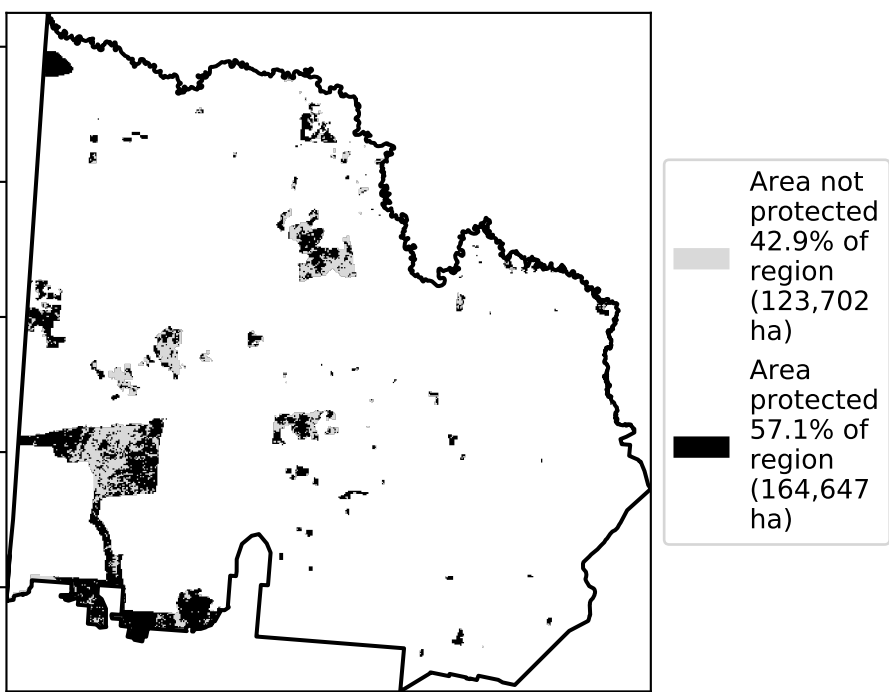 Area not
protected
42.9% of
region
(123,702
ha)
Area
protected
57.1% of
region
(164,647
ha)